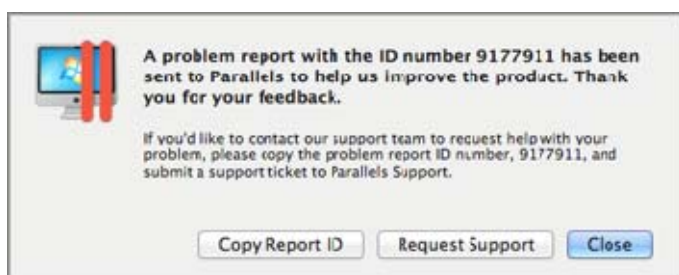 A problem report with the ID number 9177911 has been
sent to Parallels to help us improve the product. Thank
you for your feedback.
If you'd like to contact our support team to request help with your
problem, please copy the problem report ID number, 9177911, and
submit a support ticket to Parallels Support.
Copy Report ID
Request Support
Close